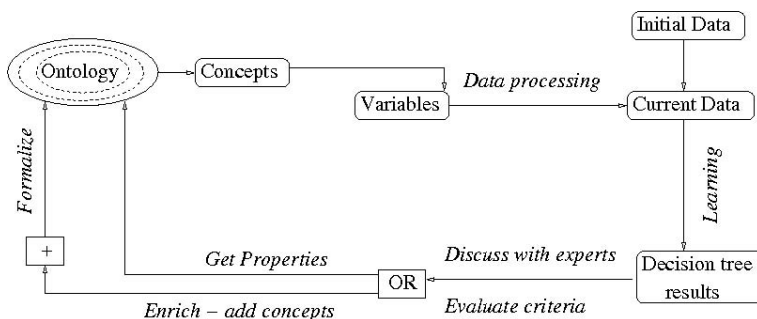 Initial Data
Ontology
Concepts
Data processing
Variables
Current Data
Formalize
Learning
+
Get Properties
Discuss with experts
Decision tree
results
OR
Enrich – add concepts
Evaluate criteria